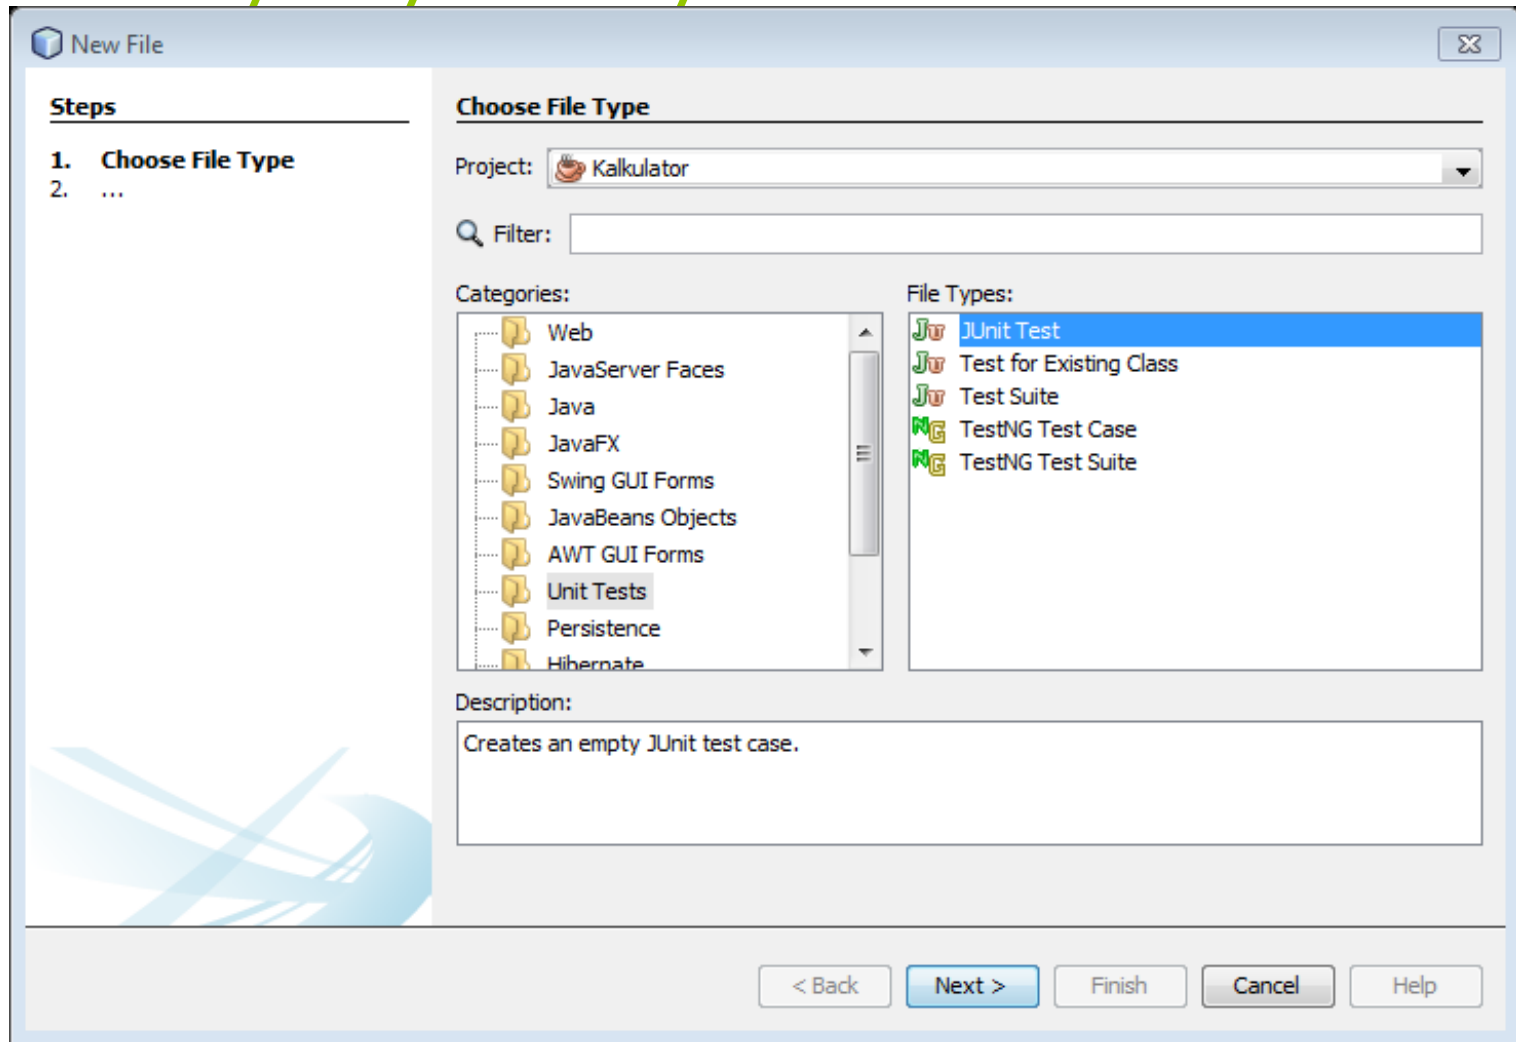 New File
Steps
1. Choose File Type
2. ...
Choose File Type
Project: Kalkulator
Filter:
Categories:
Web
JavaServer Faces
Java
JavaFX
Swing GUI Forms
JavaBeans Objects
AWT GUI Forms
Unit Tests
Persistence
Hibernate
File Types:
JUnit Test
Test for Existing Class
Test Suite
TestNG Test Case
TestNG Test Suite
Description:
Creates an empty JUnit test case.
< Back Next > Finish Cancel Help